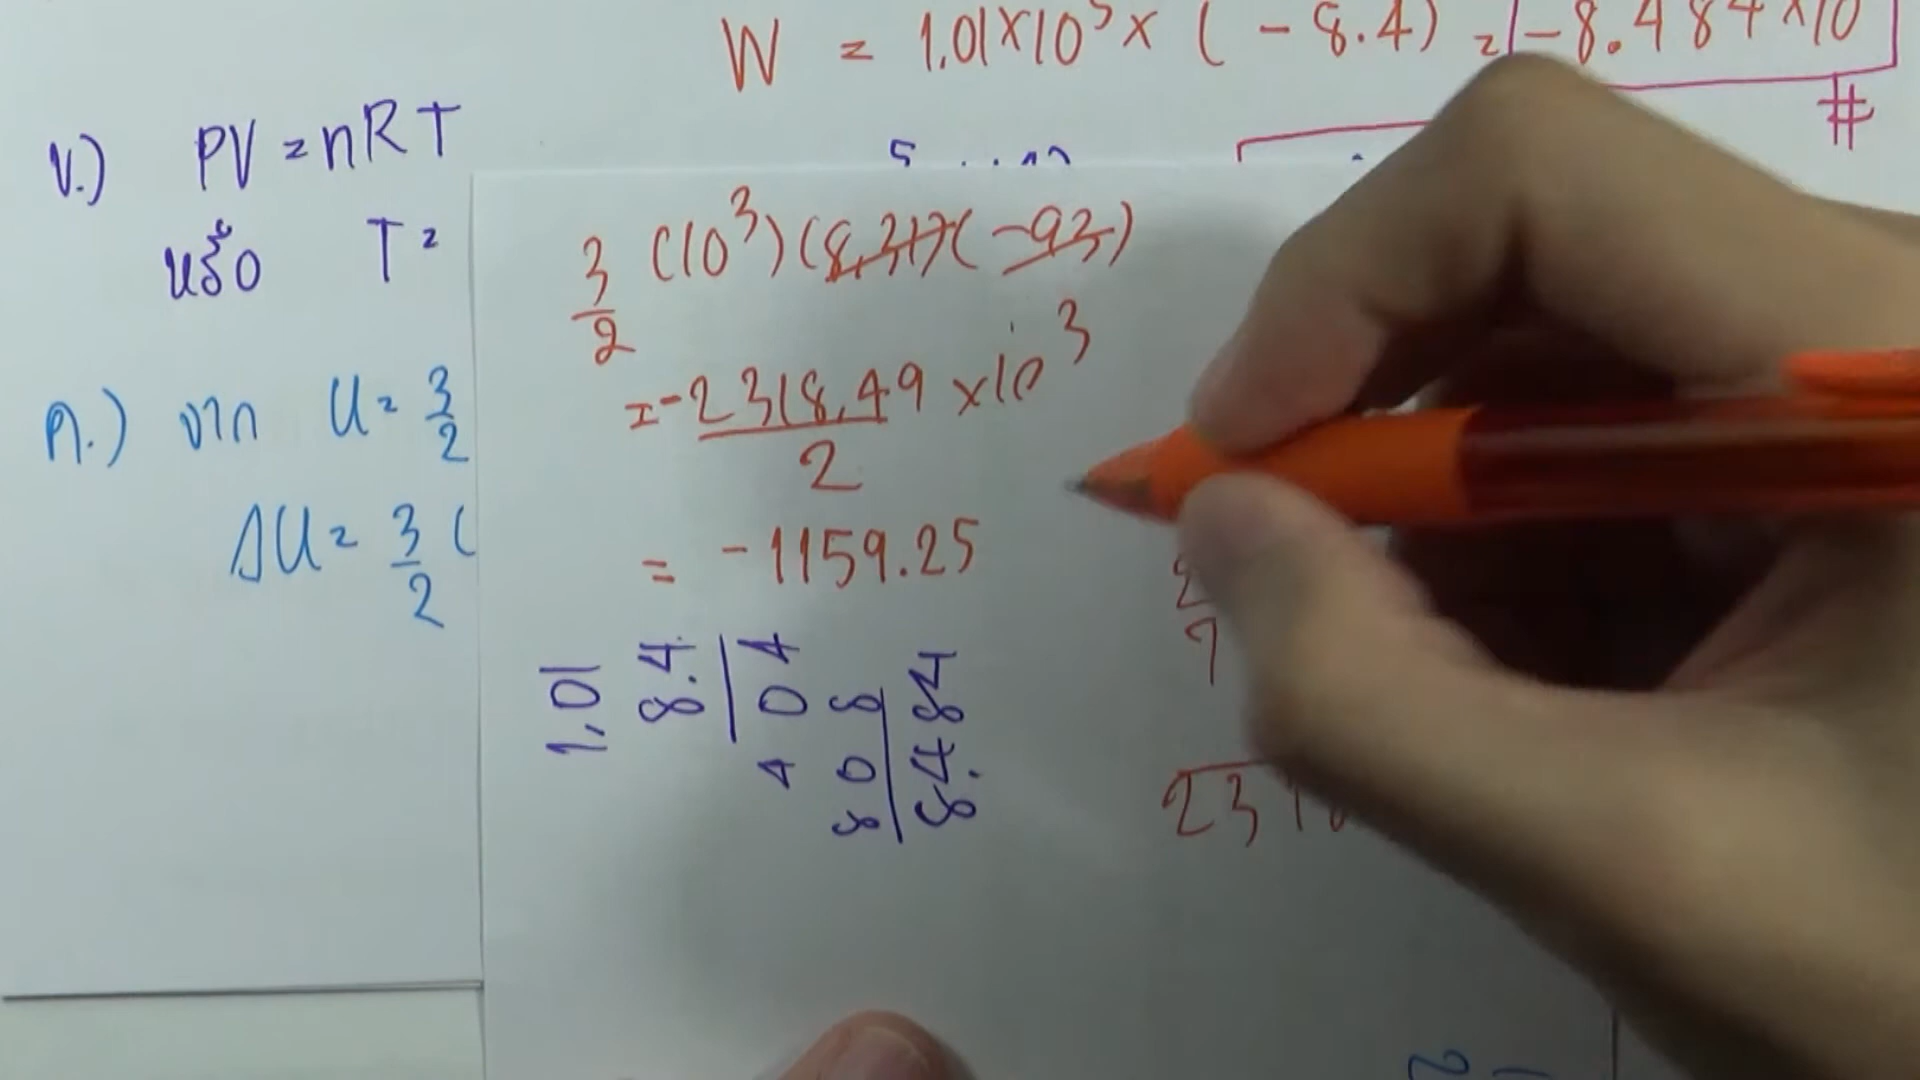 W = 1.01×10⁵ × ( - 8.4 ) = -8.484×10
ข.) PV = nRT
หรือ T =
ค.) จาก U = 3/2
ΔU = 3/2 (
3/2 (10³)(8.31)(-93)
= -2318.49/2 ×10³
= - 1159.25
1.01
8.4
404
808
8.484